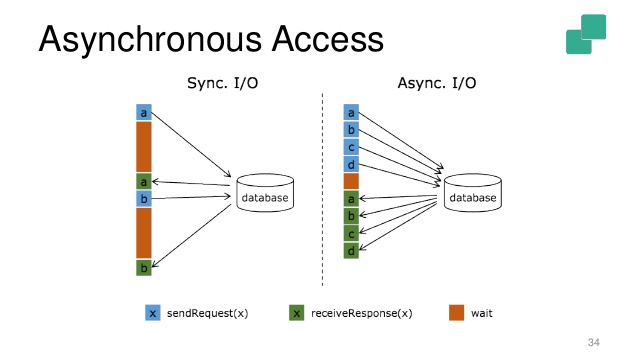 Asynchronous Access
Sync. I/O
Async. I/O
a
a
b
b
database
a
b
c
d
a
b
c
d
database
x sendRequest(x)
x receiveResponse(x)
wait
34